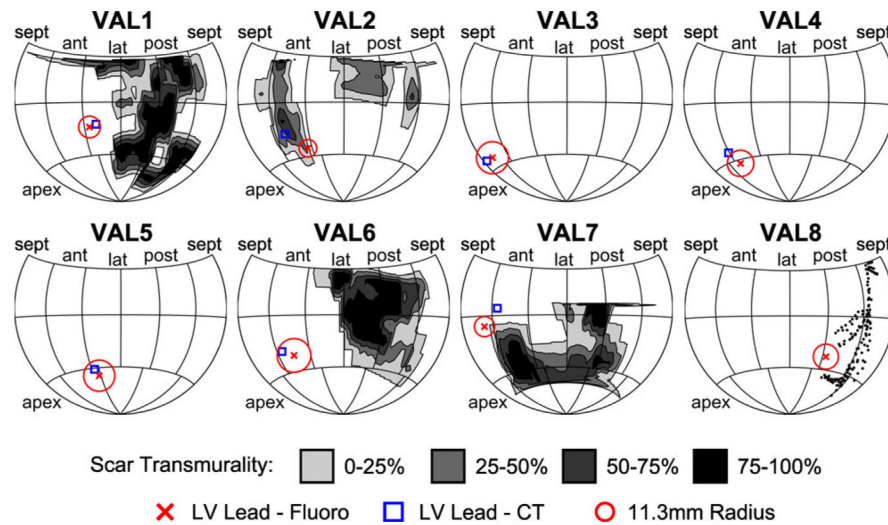 VAL1 VAL2 VAL3 VAL4
sept ant lat post sept sept ant lat post sept sept ant lat post sept sept ant lat post sept
apex apex apex apex
VAL5 VAL6 VAL7 VAL8
sept ant lat post sept sept ant lat post sept sept ant lat post sept sept ant lat post sept
apex apex apex apex
Scar Transmurality: 0-25% 25-50% 50-75% 75-100%
LV Lead - Fluoro LV Lead - CT 11.3mm Radius